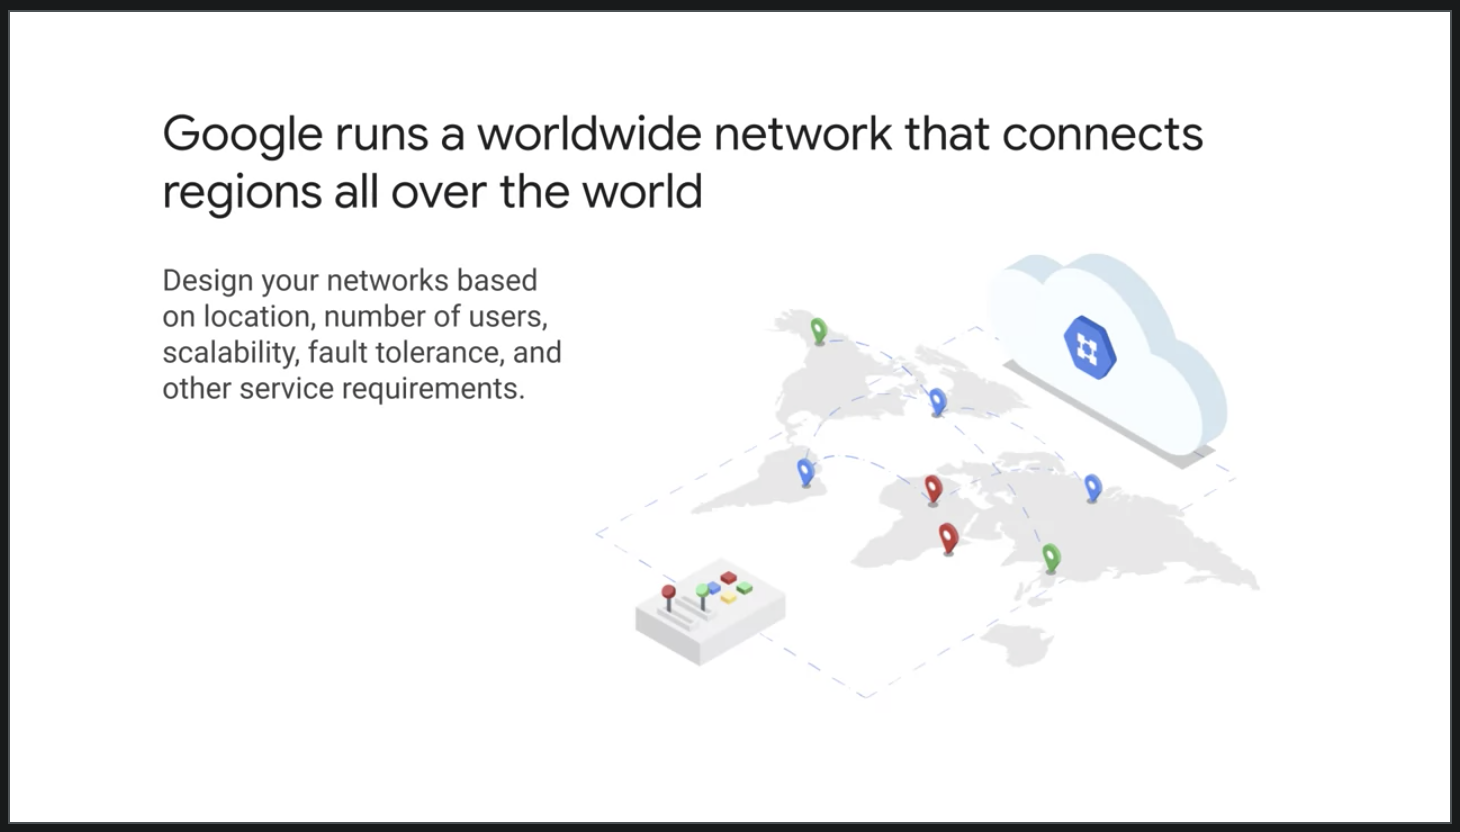 Google runs a worldwide network that connects
regions all over the world
Design your networks based
on location, number of users,
scalability, fault tolerance, and
other service requirements.